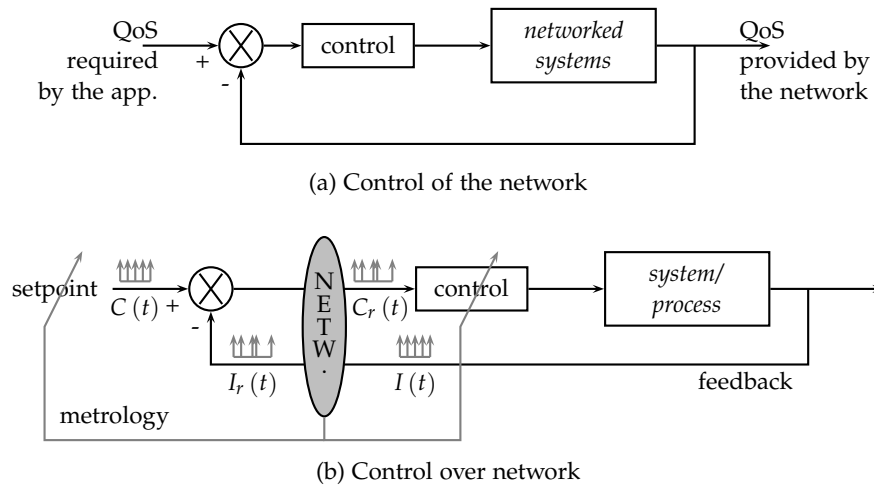 QoS
required
by the app.
+
-
control
networked
systems
QoS
provided by
the network
(a) Control of the network
setpoint
C (t)
+
-
I_r (t)
N
E
T
W
.
C_r (t)
I (t)
control
system/
process
feedback
metrology
(b) Control over network